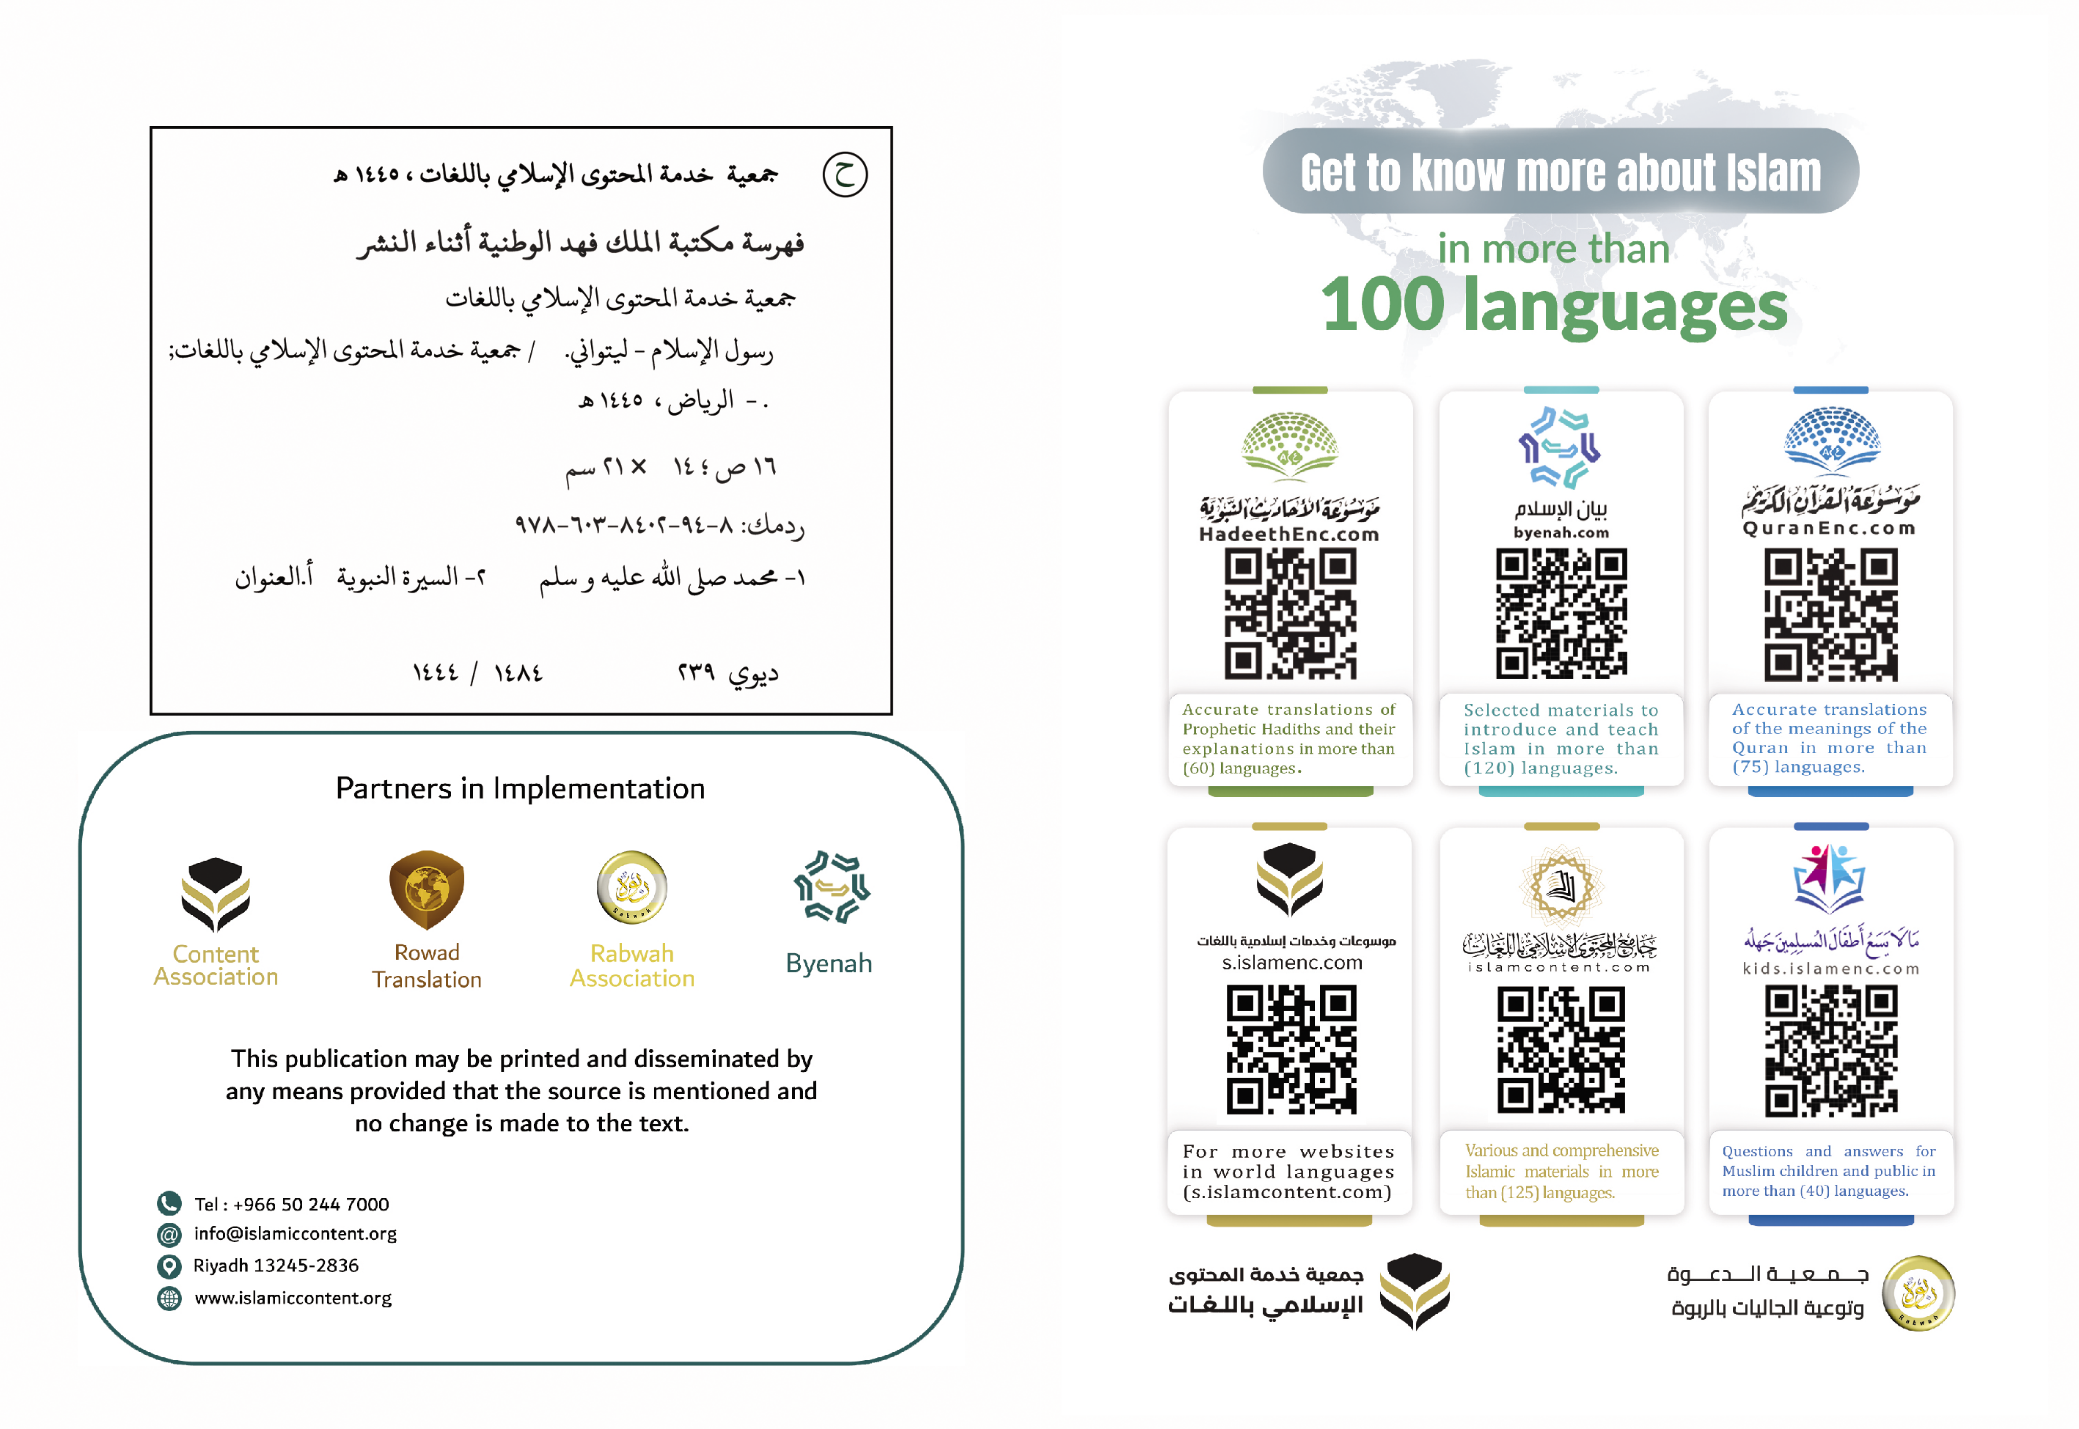 ح
جمعية خدمة المحتوى الإسلامي باللغات ، ١٤٤٥ هـ
فهرسة مكتبة الملك فهد الوطنية أثناء النشر
جمعية خدمة المحتوى الإسلامي باللغات
رسول الإسلام - ليتواني. / جمعية خدمة المحتوى الإسلامي باللغات;
. - الرياض ، ١٤٤٥ هـ
١٦ ص ؛ ١٤ × ٢١ سم
ردمك: ٨-٩٤-٨٤٠٢-٦٠٣-٩٧٨
١- محمد صلى الله عليه و سلم ٢- السيرة النبوية أ.العنوان
ديوي ٢٣٩ ١٤٨٤ / ١٤٤٤
Partners in Implementation
Content
Association
Rowad
Translation
Rabwah
Association
Byenah
This publication may be printed and disseminated by
any means provided that the source is mentioned and
no change is made to the text.
Tel : +966 50 244 7000
info@islamiccontent.org
Riyadh 13245-2836
www.islamiccontent.org
Get to know more about Islam
in more than
100 languages
موسوعة الأحاديث النبوية
HadeethEnc.com
Accurate translations of
Prophetic Hadiths and their
explanations in more than
(60) languages.
بيان الإسلام
byenah.com
Selected materials to
introduce and teach
Islam in more than
(120) languages.
موسوعة القرآن الكريم
QuranEnc.com
Accurate translations
of the meanings of the
Quran in more than
(75) languages.
موسوعات وخدمات إسلامية باللغات
s.islamenc.com
For more websites
in world languages
(s.islamcontent.com)
جامع المحتوى الإسلامي باللغات
islamcontent.com
Various and comprehensive
Islamic materials in more
than (125) languages.
مَا لَا يَسَعُ أَطفَالَ المُسلِمِينَ جَهلُه
kids.islamenc.com
Questions and answers for
Muslim children and public in
more than (40) languages.
جمعية خدمة المحتوى
الإسلامي باللغات
جـمـعـيـة الـدعـوة
وتوعية الجاليات بالربوة